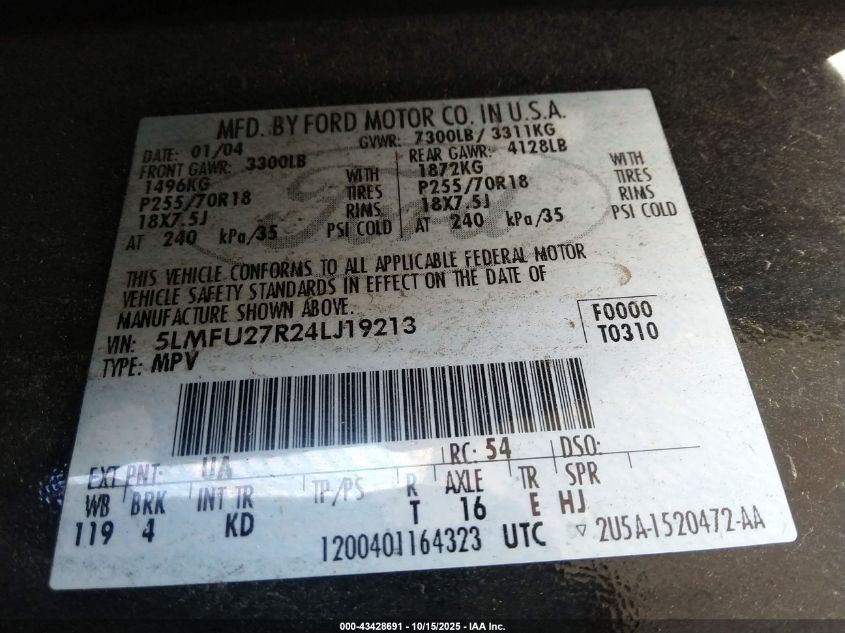 MFD. BY FORD MOTOR CO. IN U.S.A.
DATE: 01/04 GVWR: 7300LB/ 3311KG
FRONT GAWR: 3300LB REAR GAWR: 4128LB
1496KG WITH 1872KG WITH
P255/70R18 TIRES P255/70R18 TIRES
18X7.5J RIMS 18X7.5J RIMS
AT 240 kPa/35 PSI COLD AT 240 kPa/35 PSI COLD
Ford
THIS VEHICLE CONFORMS TO ALL APPLICABLE FEDERAL MOTOR
VEHICLE SAFETY STANDARDS IN EFFECT ON THE DATE OF
MANUFACTURE SHOWN ABOVE.
VIN: 5LMFU27R24LJ19213 F0000
TYPE: MPV T0310
EXT PNT: UA RC: 54 DSO:
WB BRK INT TR TP/PS R AXLE TR SPR
119 4 KD T 16 E HJ
1200401164323 UTC ▽ 2U5A-1520472-AA
000-43428691 - 10/15/2025 - IAA Inc.